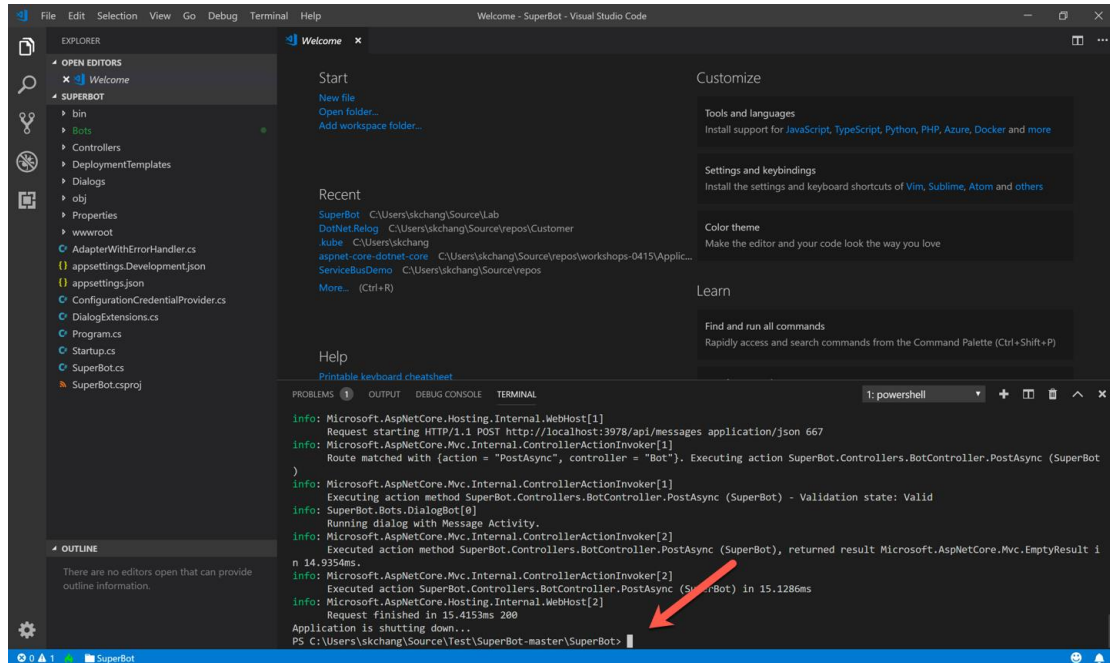 File Edit Selection View Go Debug Terminal Help
Welcome - SuperBot - Visual Studio Code
EXPLORER
OPEN EDITORS
Welcome
SUPERBOT
bin
Bots
Controllers
DeploymentTemplates
Dialogs
obj
Properties
wwwroot
AdapterWithErrorHandler.cs
{} appsettings.Development.json
{} appsettings.json
ConfigurationCredentialProvider.cs
DialogExtensions.cs
Program.cs
Startup.cs
SuperBot.cs
SuperBot.csproj
OUTLINE
There are no editors open that can provide
outline information.
Welcome
Start
New file
Open folder...
Add workspace folder...
Recent
SuperBot C:\Users\skchang\Source\Lab
DotNet.Relog C:\Users\skchang\Source\repos\Customer
.kube C:\Users\skchang
aspnet-core-dotnet-core C:\Users\skchang\Source\repos\workshops-0415\Applic...
ServiceBusDemo C:\Users\skchang\Source\repos
More... (Ctrl+R)
Help
Printable keyboard cheatsheet
Customize
Tools and languages
Install support for JavaScript, TypeScript, Python, PHP, Azure, Docker and more
Settings and keybindings
Install the settings and keyboard shortcuts of Vim, Sublime, Atom and others
Color theme
Make the editor and your code look the way you love
Learn
Find and run all commands
Rapidly access and search commands from the Command Palette (Ctrl+Shift+P)
PROBLEMS 1 OUTPUT DEBUG CONSOLE TERMINAL
1: powershell
info: Microsoft.AspNetCore.Hosting.Internal.WebHost[1]
Request starting HTTP/1.1 POST http://localhost:3978/api/messages application/json 667
info: Microsoft.AspNetCore.Mvc.Internal.ControllerActionInvoker[1]
Route matched with {action = "PostAsync", controller = "Bot"}. Executing action SuperBot.Controllers.BotController.PostAsync (SuperBot
)
info: Microsoft.AspNetCore.Mvc.Internal.ControllerActionInvoker[1]
Executing action method SuperBot.Controllers.BotController.PostAsync (SuperBot) - Validation state: Valid
info: SuperBot.Bots.DialogBot[0]
Running dialog with Message Activity.
info: Microsoft.AspNetCore.Mvc.Internal.ControllerActionInvoker[2]
Executed action method SuperBot.Controllers.BotController.PostAsync (SuperBot), returned result Microsoft.AspNetCore.Mvc.EmptyResult i
n 14.9354ms.
info: Microsoft.AspNetCore.Mvc.Internal.ControllerActionInvoker[2]
Executed action SuperBot.Controllers.BotController.PostAsync (SuperBot) in 15.1286ms
info: Microsoft.AspNetCore.Hosting.Internal.WebHost[2]
Request finished in 15.4153ms 200
Application is shutting down...
PS C:\Users\skchang\Source\Test\SuperBot-master\SuperBot>
0 1 SuperBot